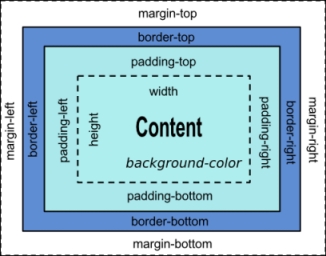 margin-top
border-top
padding-top
width
margin-left
border-left
padding-left
height
Content
padding-right
border-right
margin-right
background-color
padding-bottom
border-bottom
margin-bottom